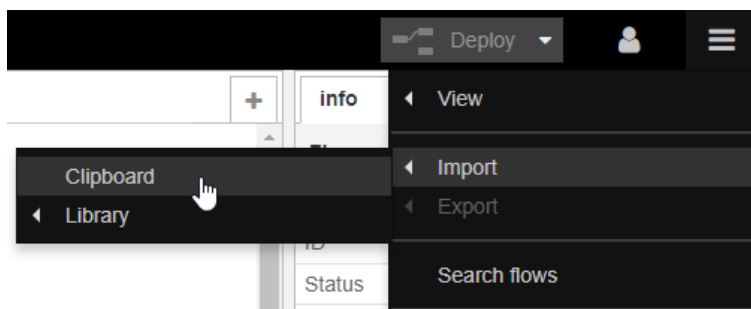 Deploy
+
info
View
Import
Clipboard
Export
Library
ID
Search flows
Status